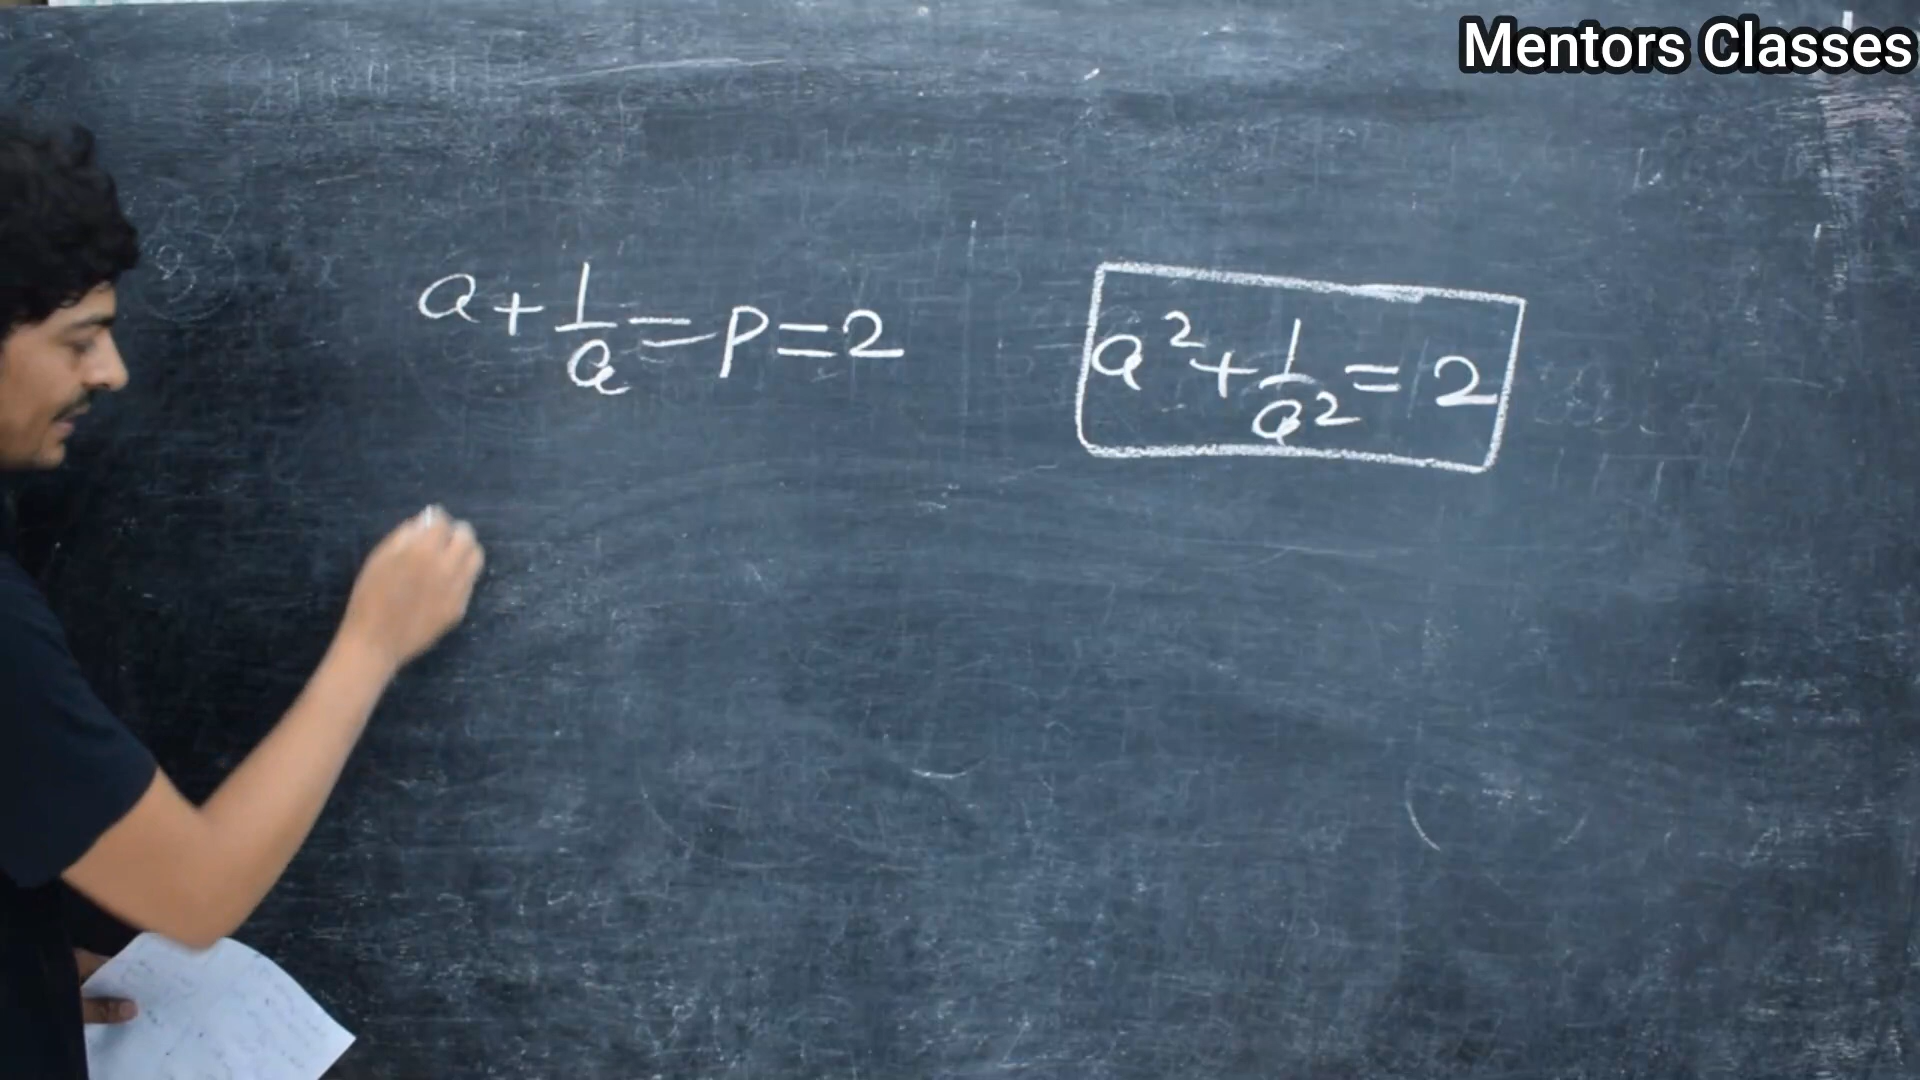 Mentors Classes
a + 1/a = p = 2
a² + 1/a² = 2